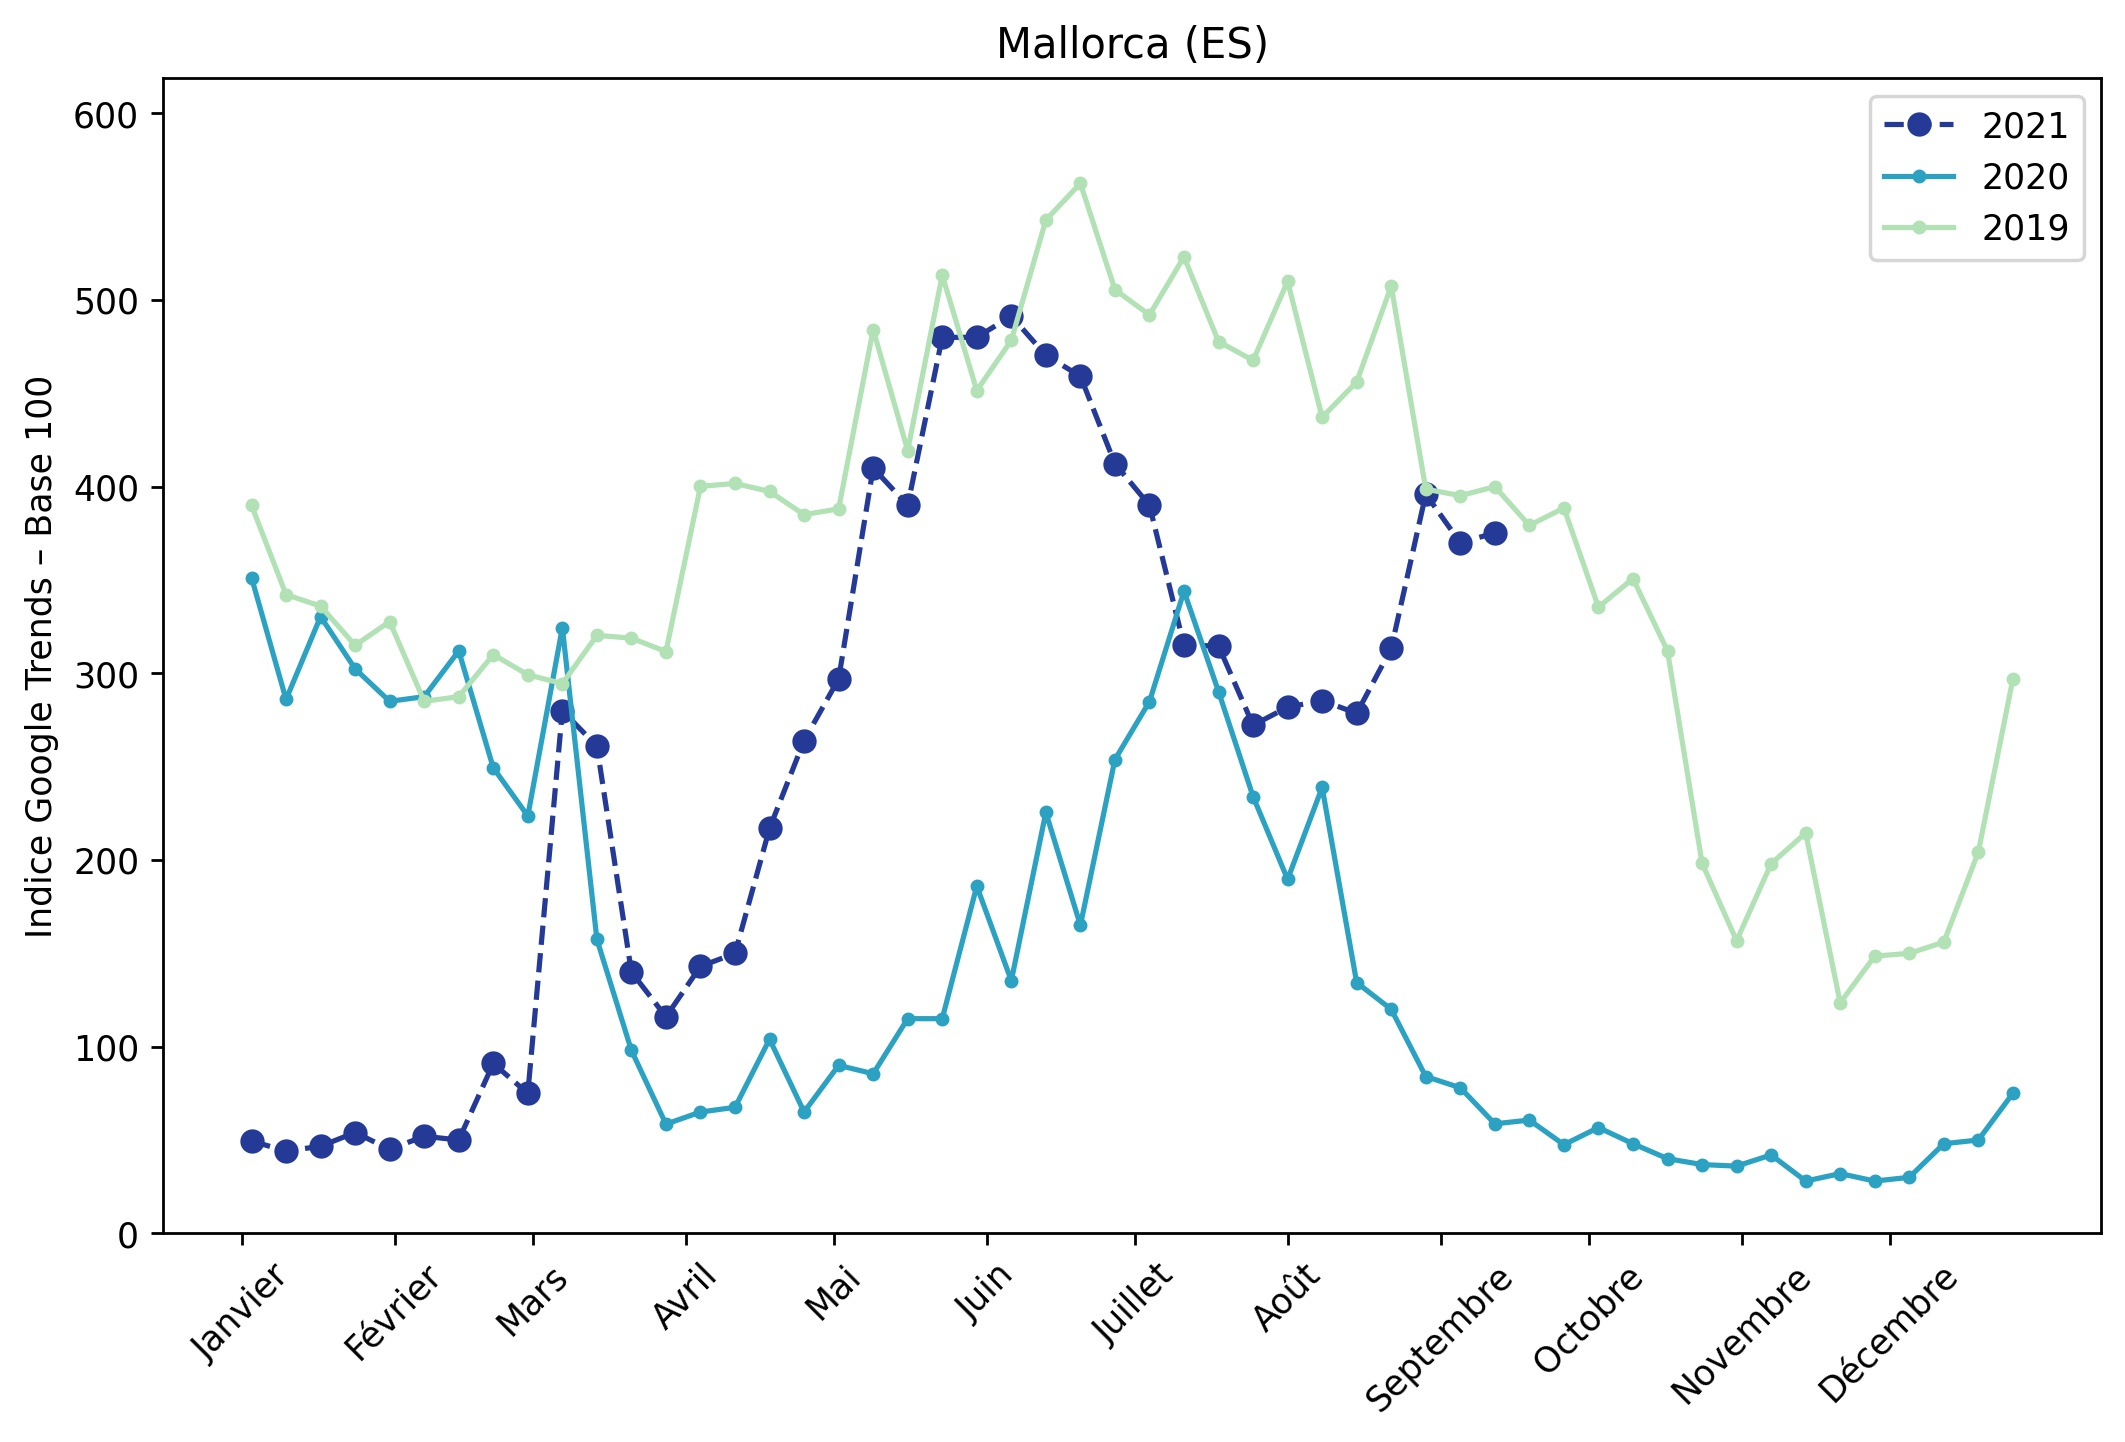 Mallorca (ES)
2021
2020
2019
Indice Google Trends – Base 100
600
500
400
300
200
100
0
Janvier
Février
Mars
Avril
Mai
Juin
Juillet
Août
Septembre
Octobre
Novembre
Décembre